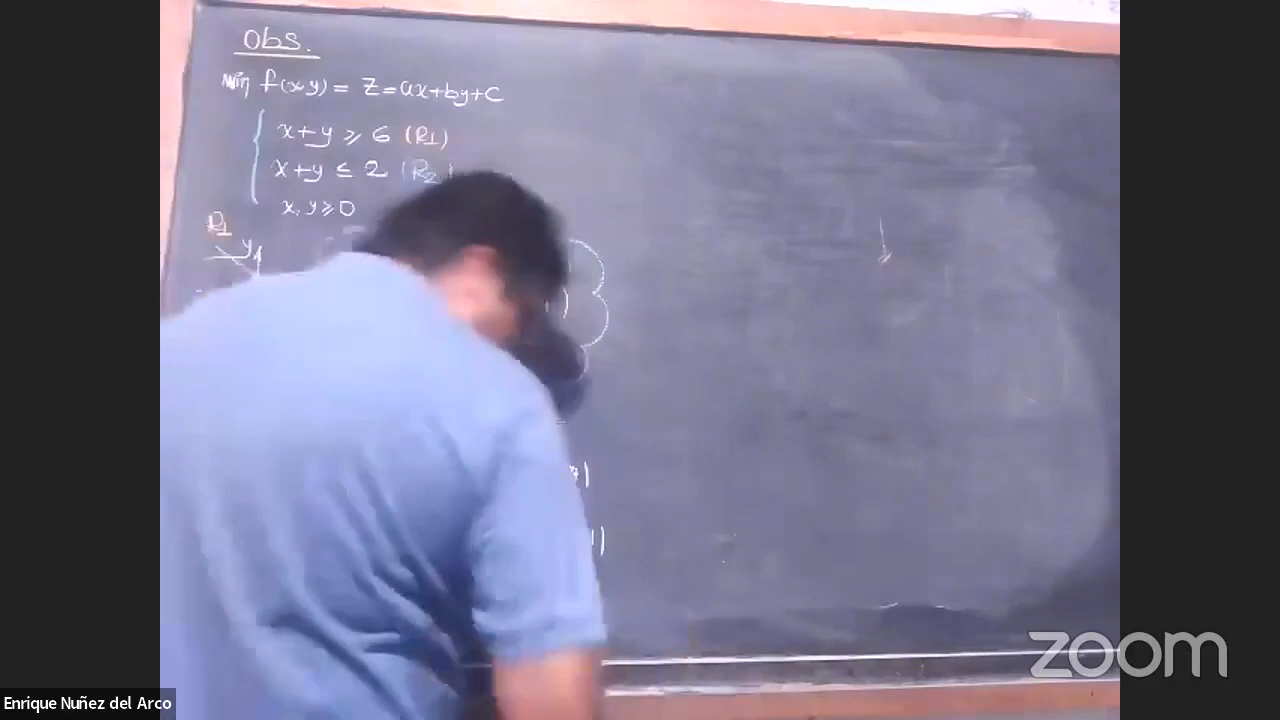 Obs.
min f(x,y) = Z = ax+by+c
x+y ≥ 6 (R1)
x+y ≤ 2 (R2)
x, y ≥ 0
R1
y
zoom
Enrique Nuñez del Arco